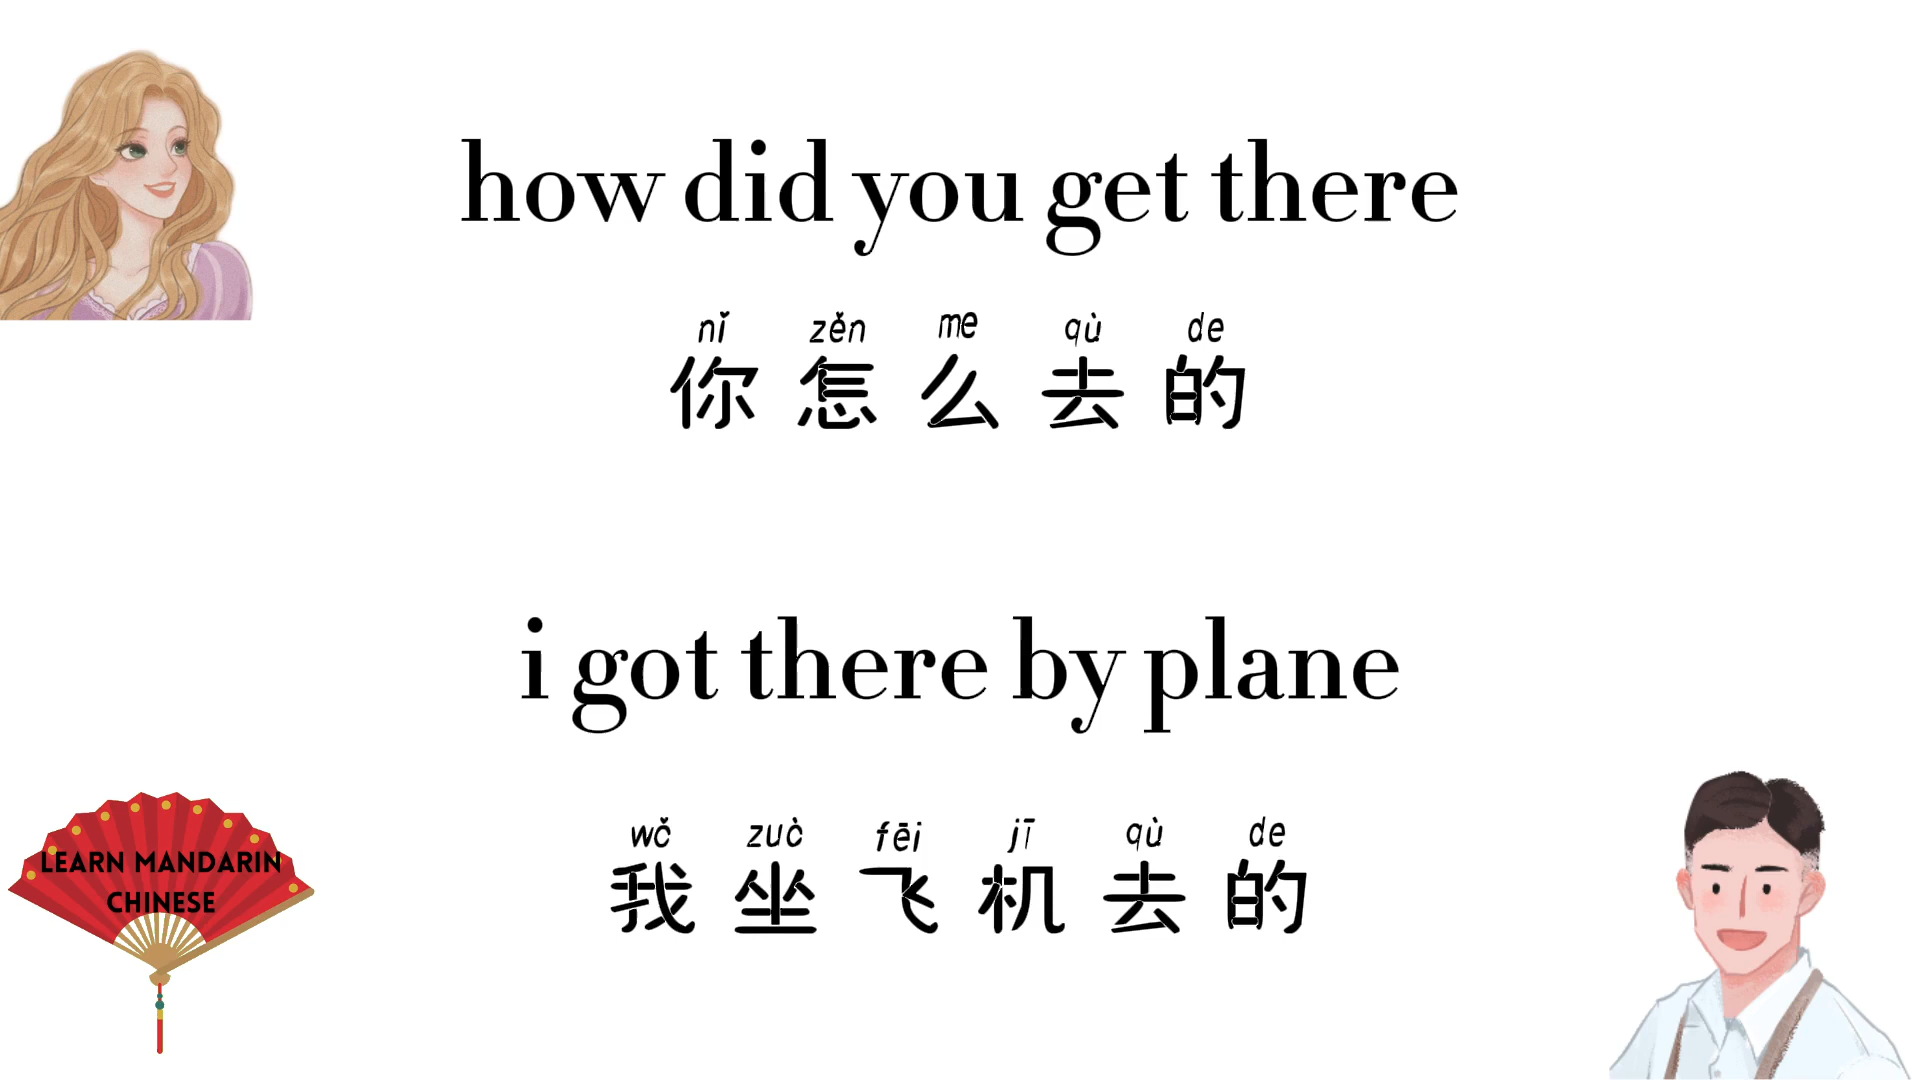 how did you get there
nǐ zěn me qù de
你怎么去的
i got there by plane
wǒ zuò fēi jī qù de
我坐飞机去的
LEARN MANDARIN
CHINESE